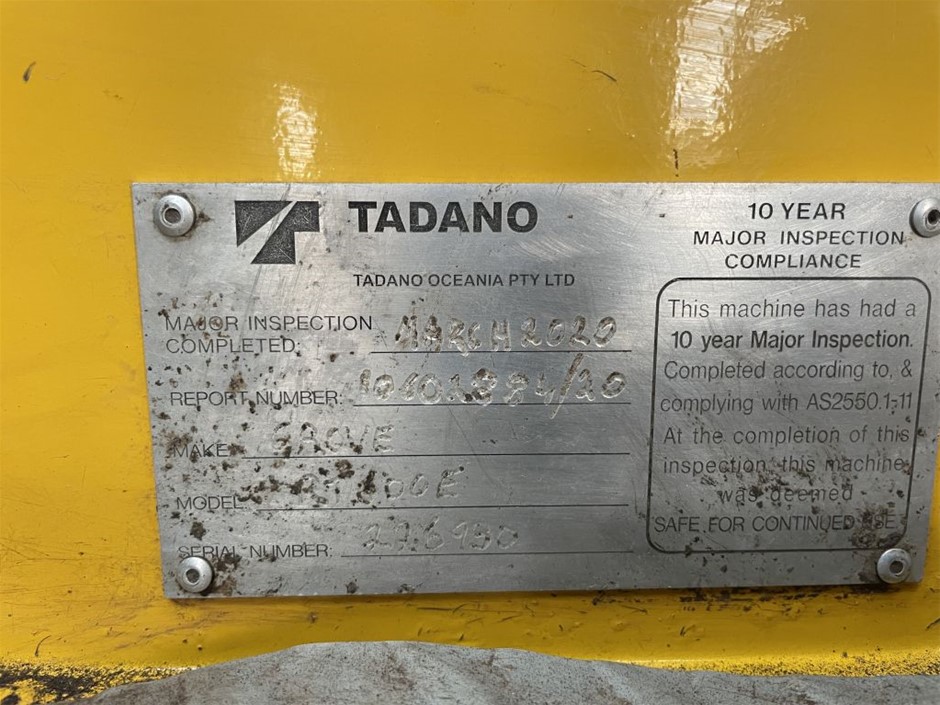 TADANO
TADANO OCEANIA PTY LTD
MAJOR INSPECTION
COMPLETED: MARCH 2020
REPORT NUMBER:
MAKE: GROVE
MODEL:
SERIAL NUMBER:
10 YEAR
MAJOR INSPECTION
COMPLIANCE
This machine has had a
10 year Major Inspection.
Completed according to, &
complying with AS2550.1-11
At the completion of this
inspection, this machine
was deemed
SAFE FOR CONTINUED USE